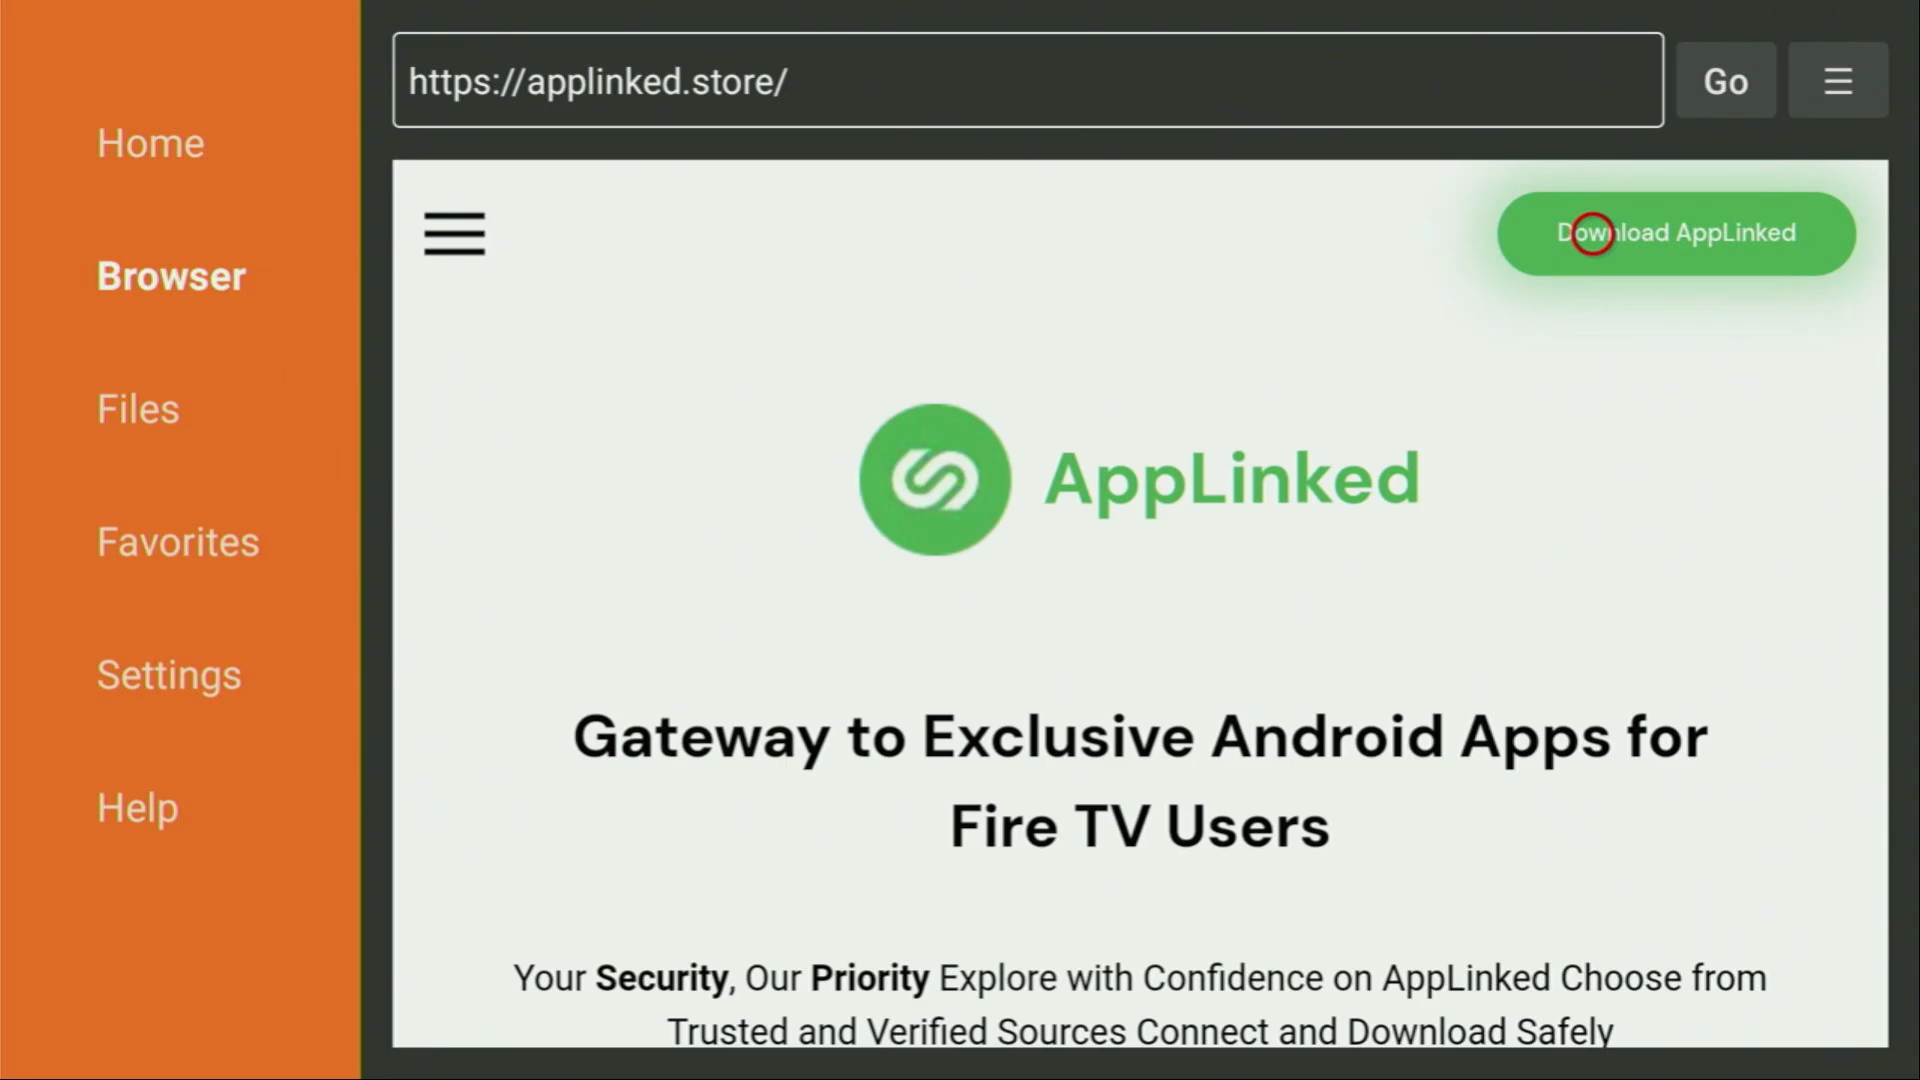 Home
Browser
Files
Favorites
Settings
Help
https://applinked.store/
Go
Download AppLinked
AppLinked
Gateway to Exclusive Android Apps for
Fire TV Users
Your Security, Our Priority Explore with Confidence on AppLinked Choose from
Trusted and Verified Sources Connect and Download Safely